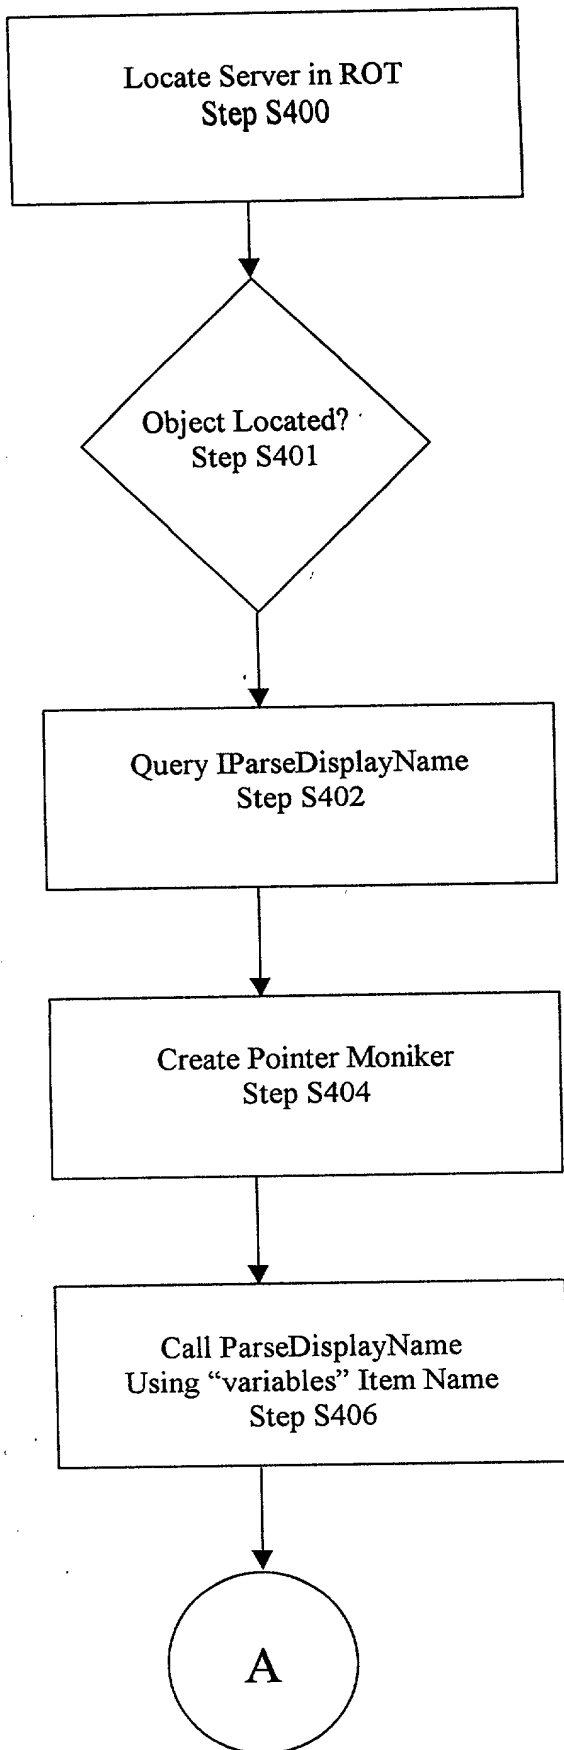 Locate Server in ROT
Step S400
Object Located?
Step S401
Query IParseDisplayName
Step S402
Create Pointer Moniker
Step S404
Call ParseDisplayName
Using “variables” Item Name
Step S406
A